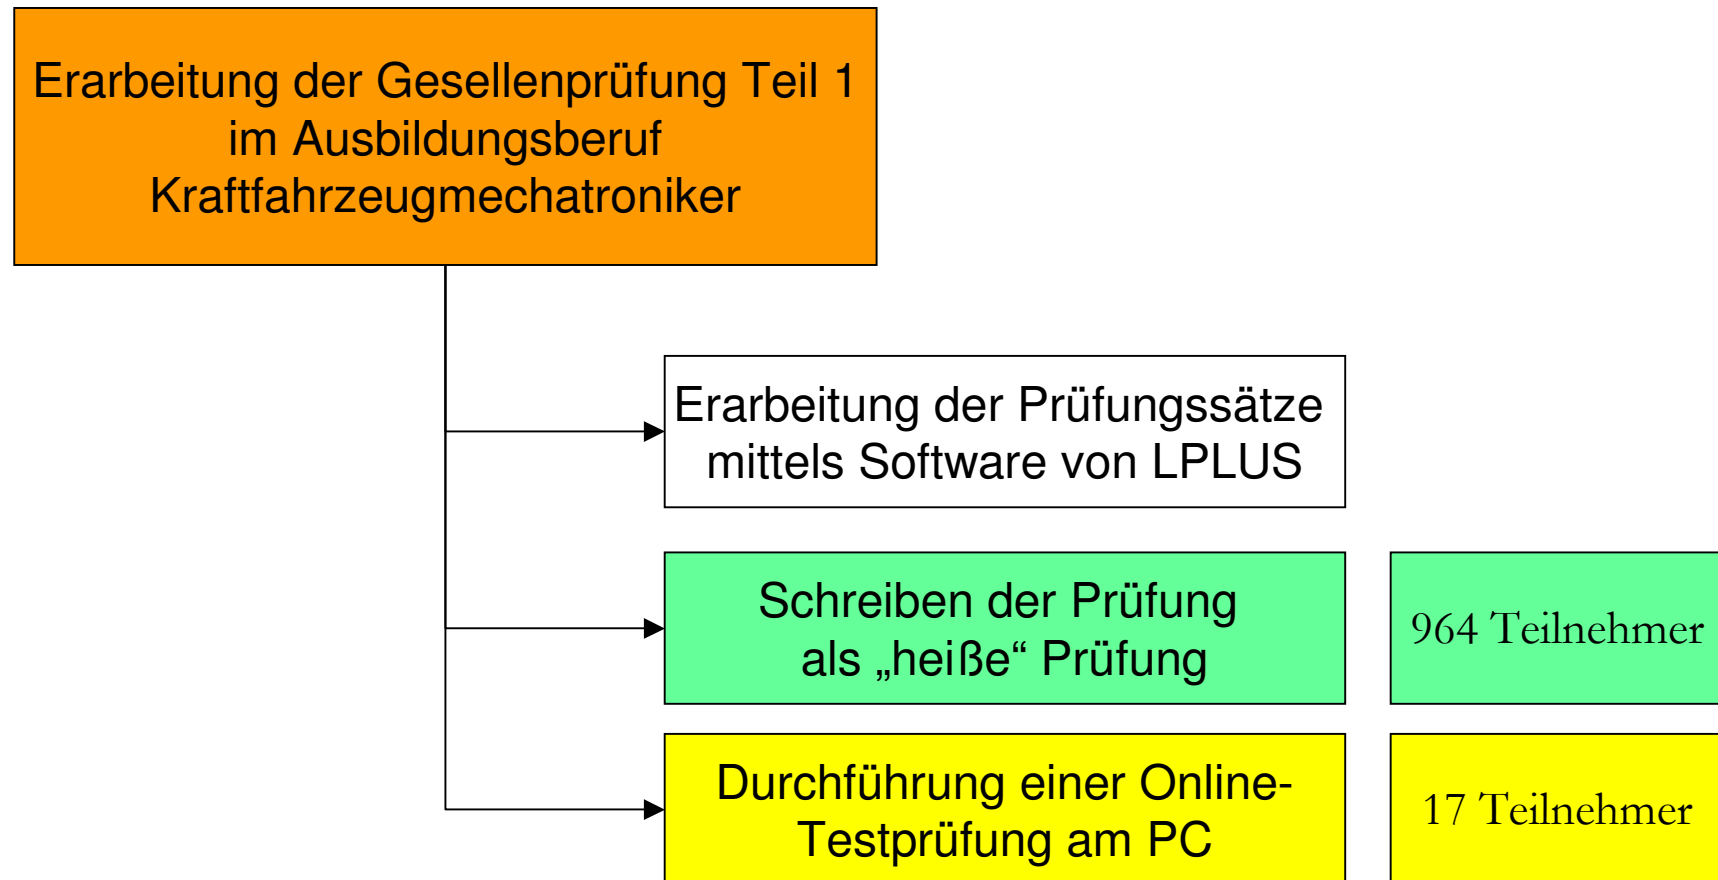 Erarbeitung der Gesellenprüfung Teil 1
im Ausbildungsberuf
Kraftfahrzeugmechatroniker
Erarbeitung der Prüfungssätze
mittels Software von LPLUS
Schreiben der Prüfung
als „heiße“ Prüfung
964 Teilnehmer
Durchführung einer Online-
Testprüfung am PC
17 Teilnehmer